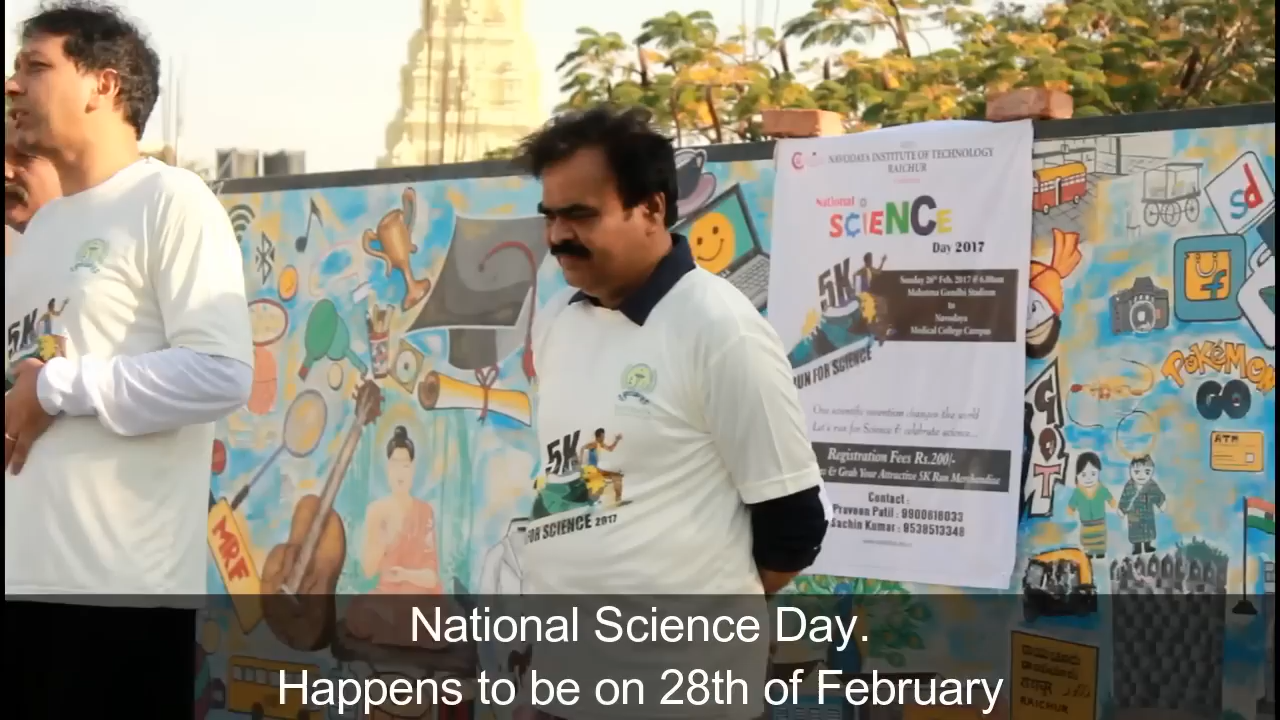 NAVODAYA INSTITUTE OF TECHNOLOGY
RAICHUR
National
SCIENCE
Day 2017
5K
Sunday 26th Feb. 2017 @ 6.00am
Mahatma Gandhi Stadium
to
Navodaya
Medical College Campus
RUN FOR SCIENCE
One scientific invention changes the world
Let's run for Science & celebrate science...
Registration Fees Rs.200/-
& Grab Your Attractive 5K Run Merchandise
Contact :
Praveen Patil : 9900618033
Sachin Kumar : 9538513348
5K
5K
FOR SCIENCE 2017
MRF
sd
f
POKéMON
GO
GOT
ATM
RAICHUR
National Science Day.
Happens to be on 28th of February